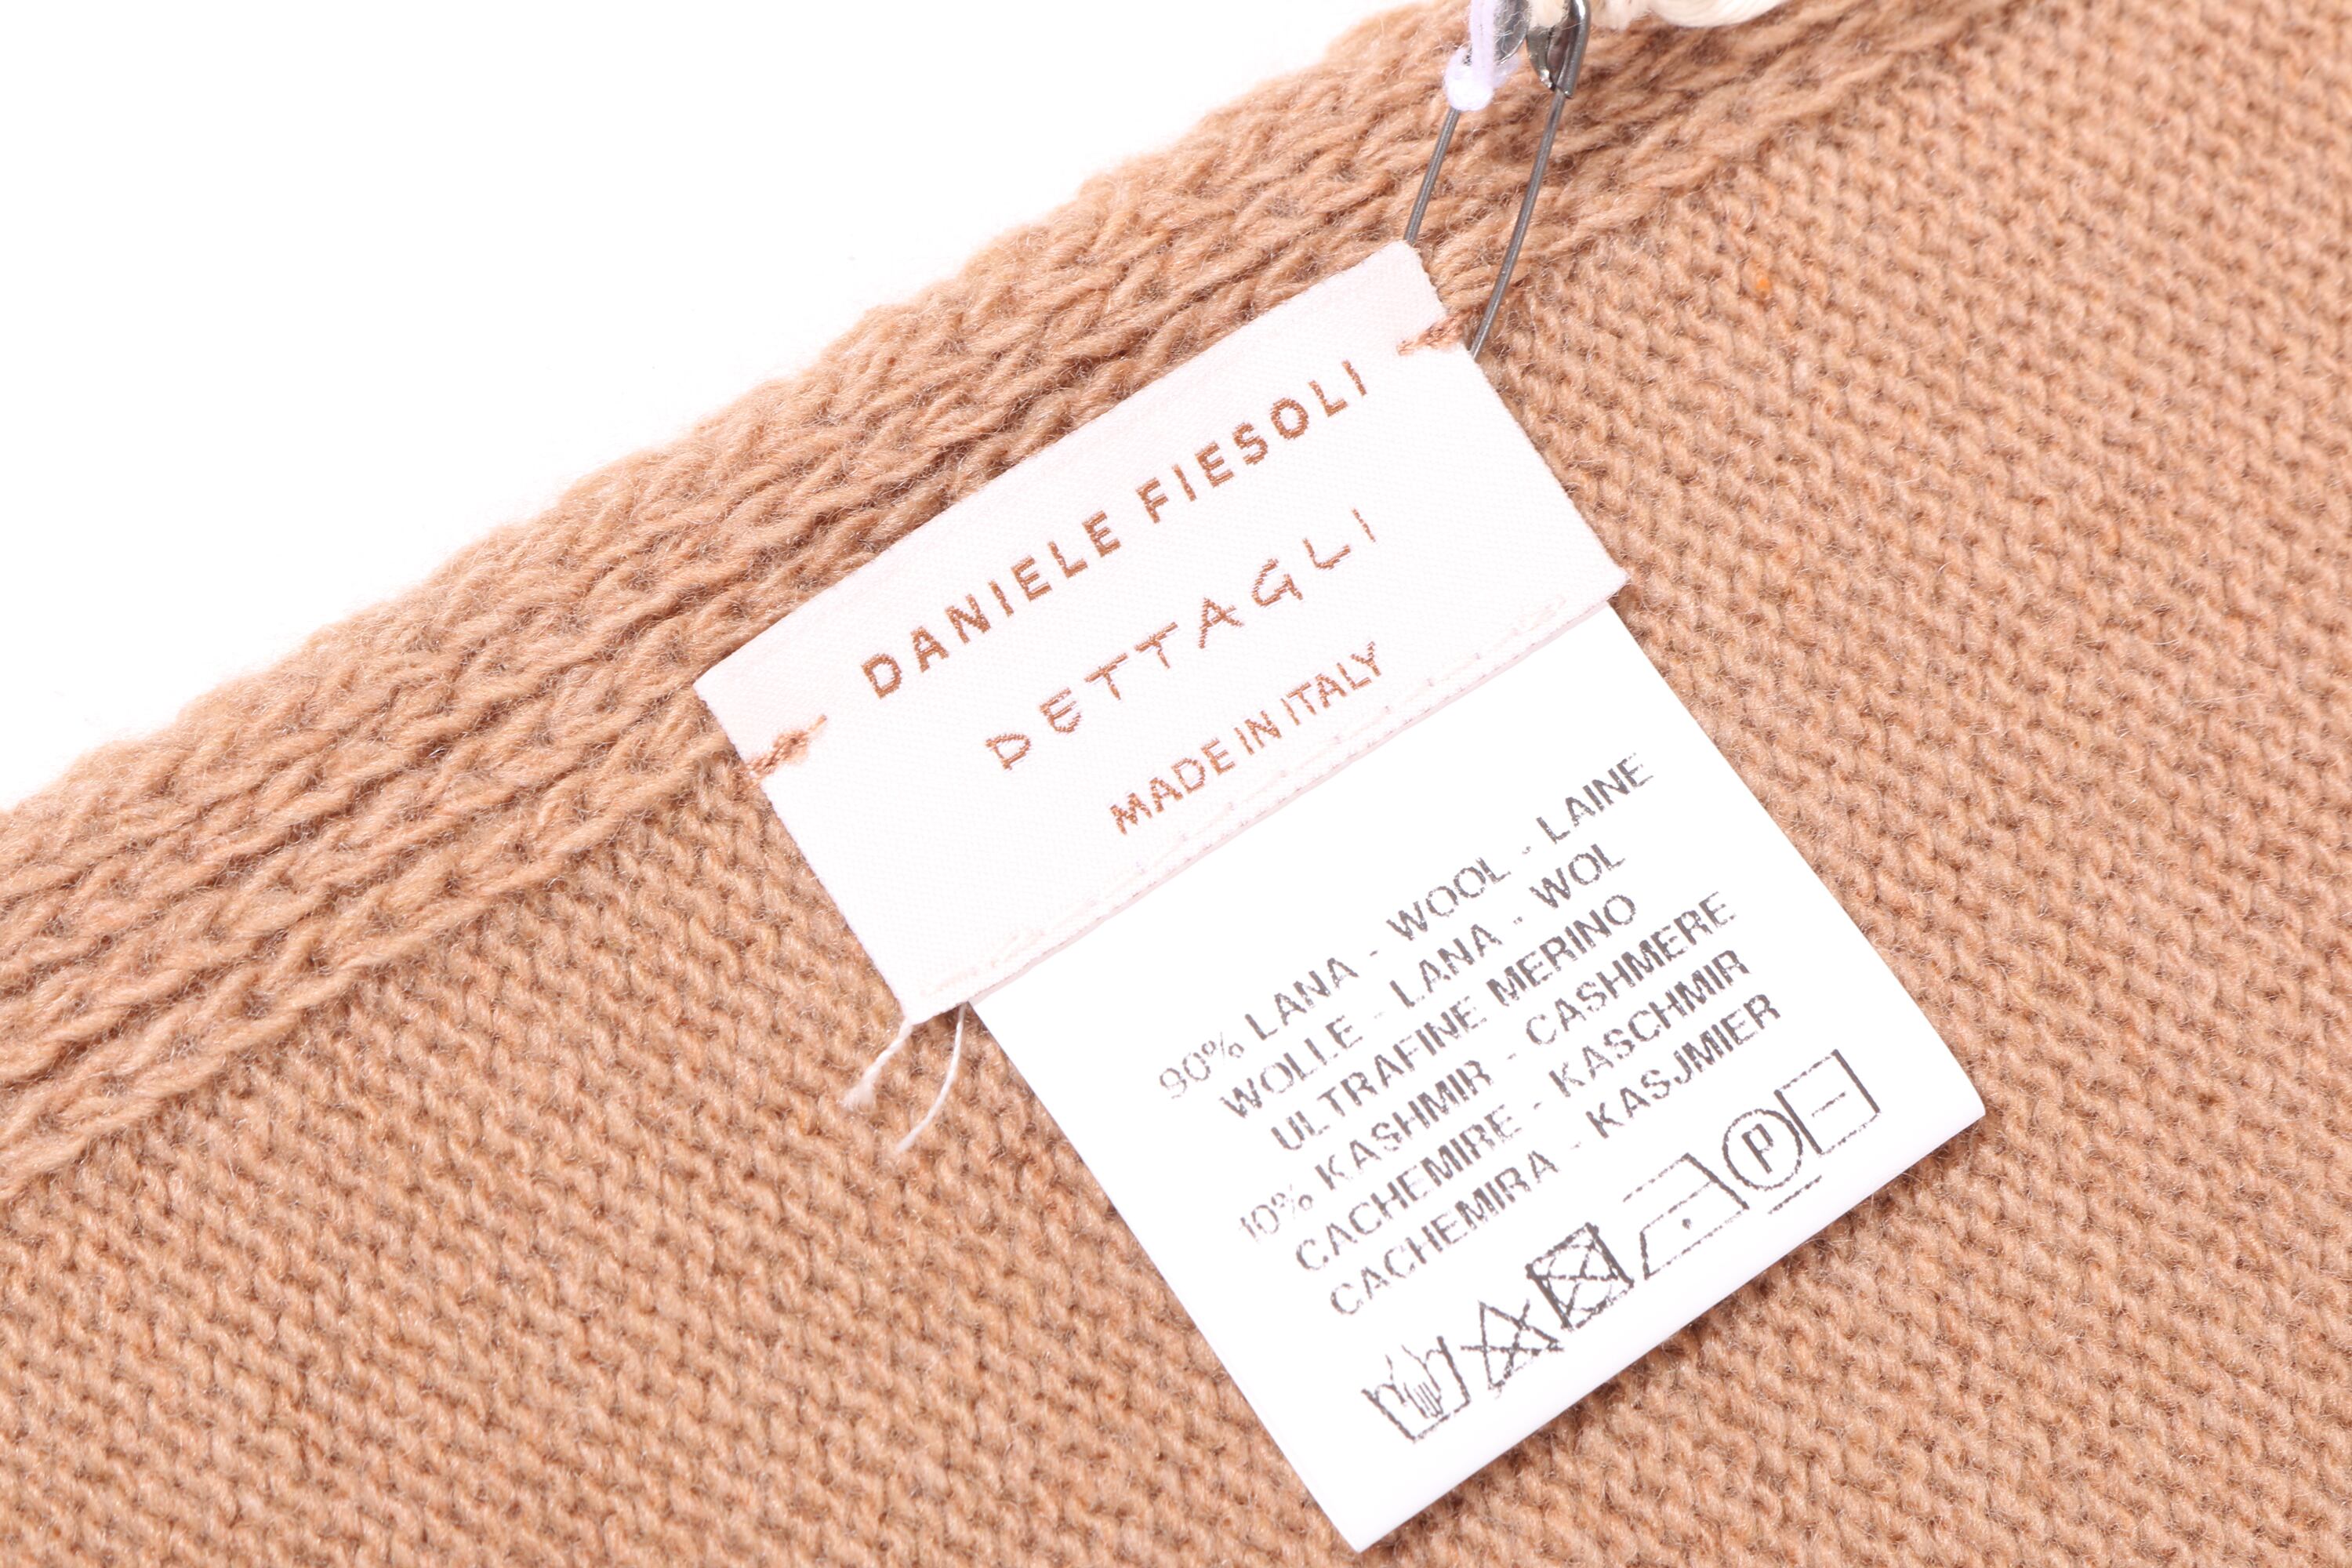 DANIELE FIESOLI
DETTAGLI
MADE IN ITALY
90% LANA - WOOL - LAINE
WOLLE - LANA - WOL
ULTRAFINE MERINO
10% KASHMIR - CASHMERE
CACHEMIRE - KASCHMIR
CACHEMIRA - KASJMIER
P